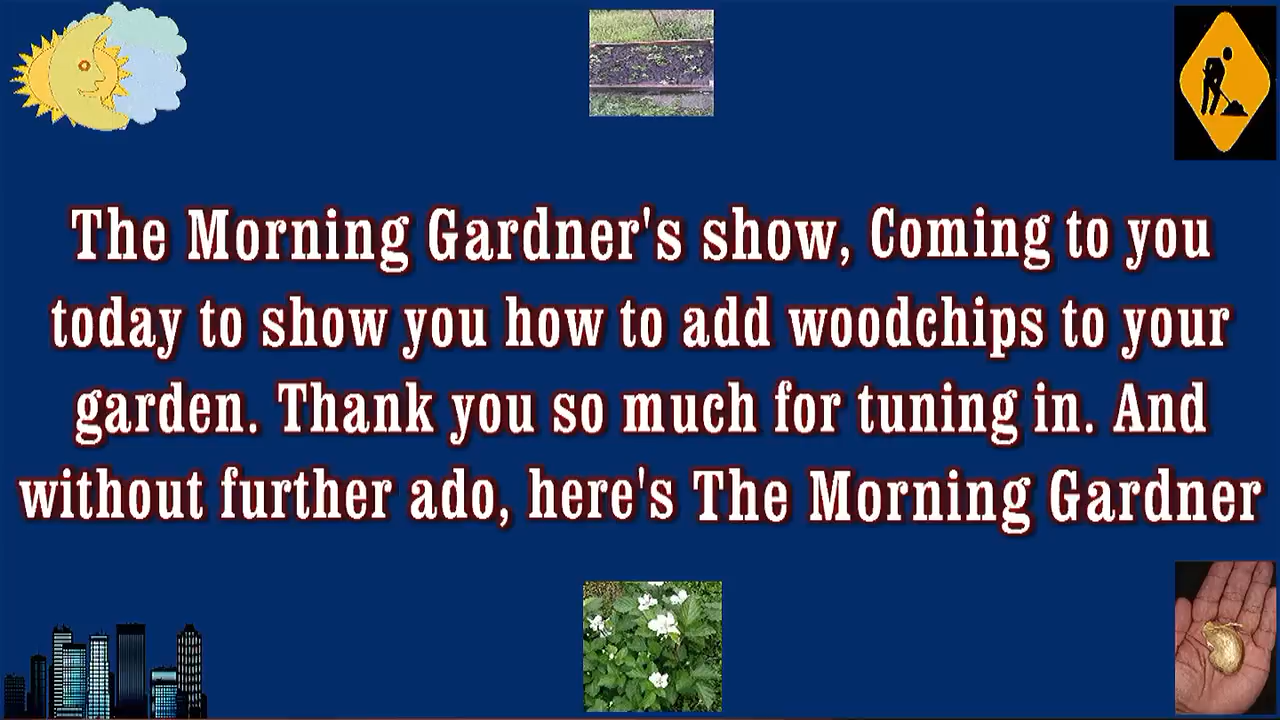 The Morning Gardner's show, Coming to you
today to show you how to add woodchips to your
garden. Thank you so much for tuning in. And
without further ado, here's The Morning Gardner